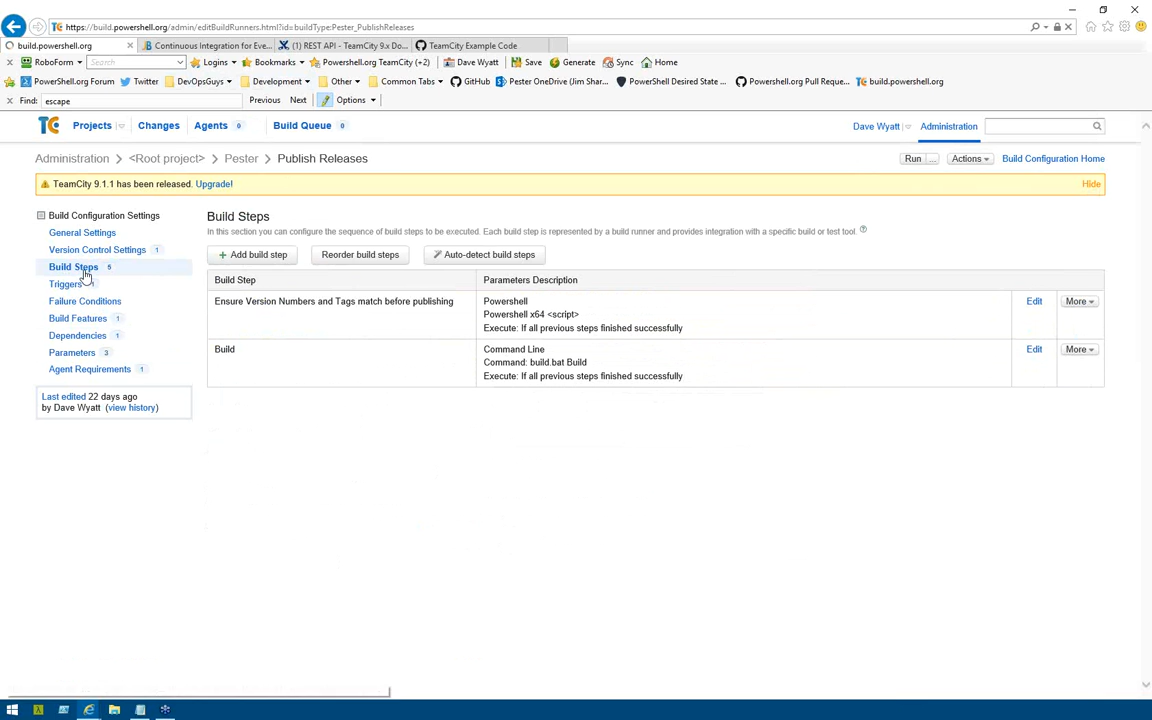 https://build.powershell.org/admin/editBuildRunners.html?id=buildType:Pester_PublishReleases
build.powershell.org
Continuous Integration for Eve...
(1) REST API - TeamCity 9.x Do...
TeamCity Example Code
RoboForm
Search
Logins
Bookmarks
Powershell.org TeamCity (+2)
Dave Wyatt
Save
Generate
Sync
Home
PowerShell.org Forum
Twitter
DevOpsGuys
Development
Other
Common Tabs
GitHub
Pester OneDrive (Jim Shar...
PowerShell Desired State ...
PowerShell.org Pull Reque...
build.powershell.org
Find:
escape
Previous
Next
Options
TC
Projects
Changes
Agents 0
Build Queue 0
Dave Wyatt
Administration
Administration > <Root project> > Pester > Publish Releases
Run ...
Actions
Build Configuration Home
TeamCity 9.1.1 has been released. Upgrade!
Hide
Build Configuration Settings
General Settings
Version Control Settings 1
Build Steps 5
Triggers 1
Failure Conditions
Build Features 1
Dependencies 1
Parameters 3
Agent Requirements 1
Last edited 22 days ago
by Dave Wyatt (view history)
Build Steps
In this section you can configure the sequence of build steps to be executed. Each build step is represented by a build runner and provides integration with a specific build or test tool.
+ Add build step
Reorder build steps
Auto-detect build steps
Build Step
Parameters Description
Ensure Version Numbers and Tags match before publishing
Powershell
Powershell x64 <script>
Execute: If all previous steps finished successfully
Edit
More
Build
Command Line
Command: build.bat Build
Execute: If all previous steps finished successfully
Edit
More